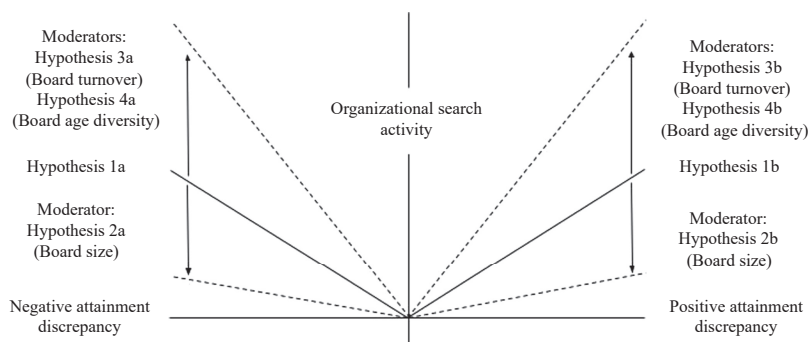 Moderators:
Hypothesis 3a
(Board turnover)
Hypothesis 4a
(Board age diversity)
Hypothesis 1a
Moderator:
Hypothesis 2a
(Board size)
Negative attainment
discrepancy
Organizational search
activity
Moderators:
Hypothesis 3b
(Board turnover)
Hypothesis 4b
(Board age diversity)
Hypothesis 1b
Moderator:
Hypothesis 2b
(Board size)
Positive attainment
discrepancy